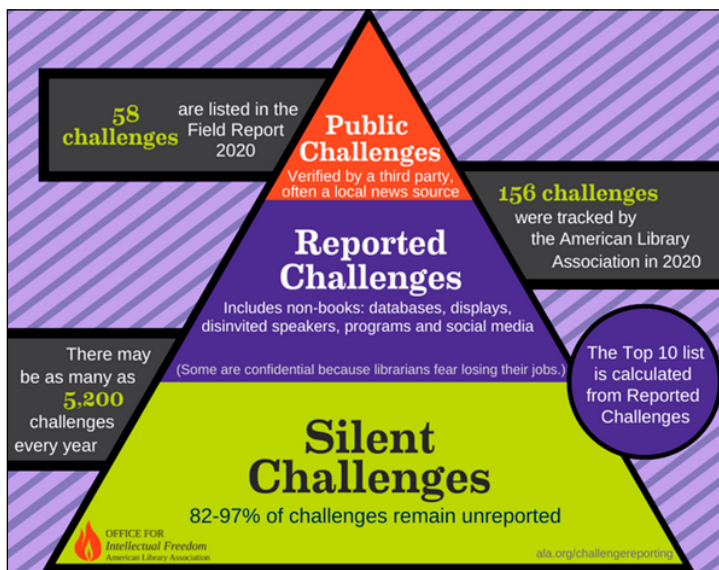 58
challenges
are listed in the
Field Report
2020
Public
Challenges
Verified by a third party,
often a local news source
156 challenges
were tracked by
the American Library
Association in 2020
Reported
Challenges
Includes non-books: databases, displays,
disinvited speakers, programs and social media
(Some are confidential because librarians fear losing their jobs.)
There may
be as many as
5,200
challenges
every year
The Top 10 list
is calculated
from Reported
Challenges
Silent
Challenges
82-97% of challenges remain unreported
OFFICE FOR
Intellectual Freedom
American Library Association
ala.org/challengereporting